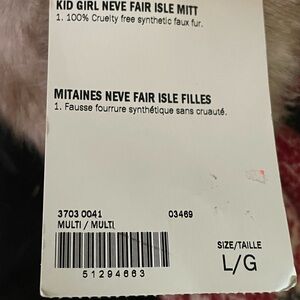 KID GIRL NEVE FAIR ISLE MITT
1. 100% Cruelty free synthetic faux fur.
MITAINES NEVE FAIR ISLE FILLES
1. Fausse fourrure synthétique sans cruauté.
3703 0041 03469
MULTI / MULTI
SIZE/TAILLE
L/G
51294663